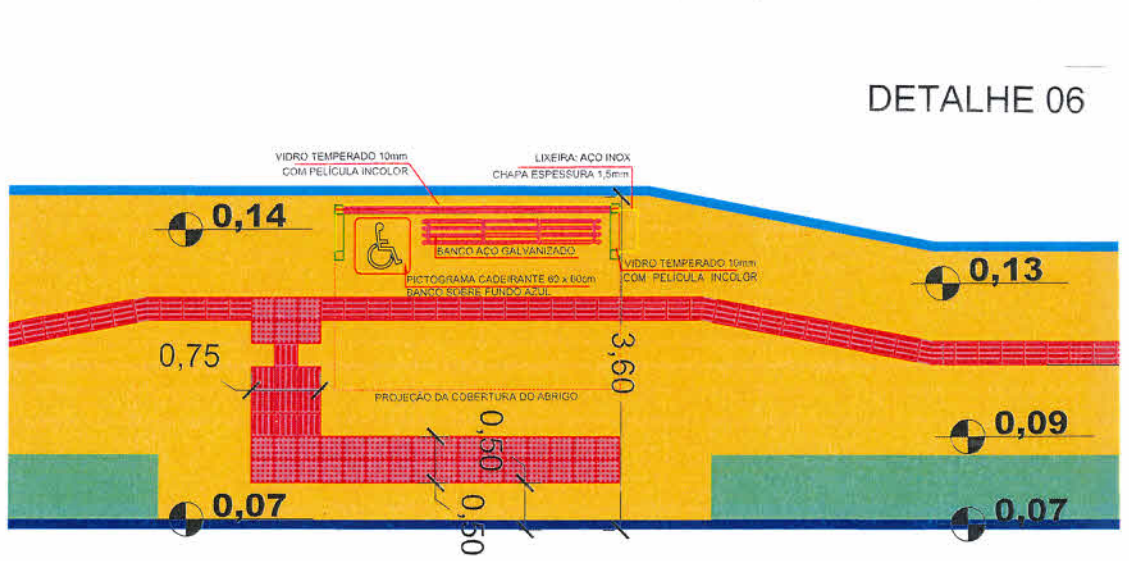 DETALHE 06
VIDRO TEMPERADO 10mm
COM PELÍCULA INCOLOR
LIXEIRA: AÇO INOX
CHAPA ESPESSURA 1,5mm
0,14
BANCO AÇO GALVANIZADO
VIDRO TEMPERADO 10mm
COM PELÍCULA INCOLOR
0,13
PICTOGRAMA CADEIRANTE 60 x 60cm
BANCO SOBRE FUNDO AZUL
0,75
3,60
PROJEÇÃO DA COBERTURA DO ABRIGO
0,50
0,09
0,07
0,50
0,07